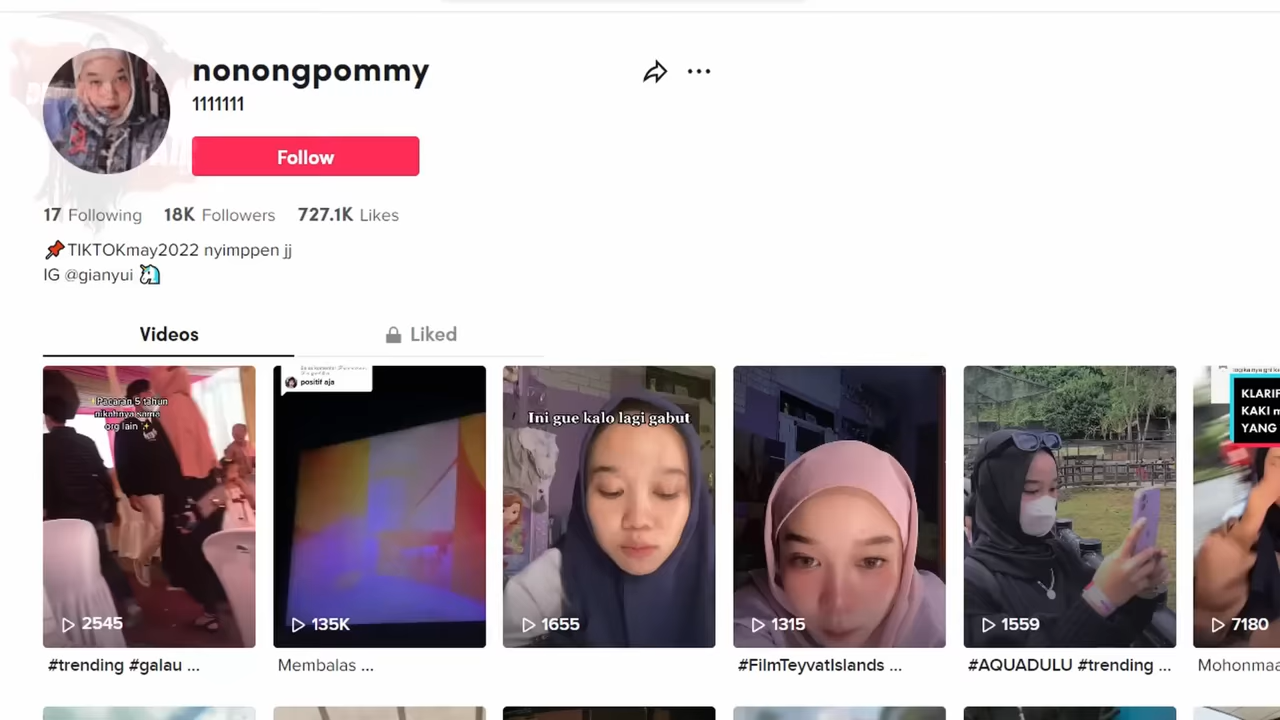 nonongpommy
1111111
Follow
17 Following 18K Followers 727.1K Likes
📌TIKTOKmay2022 nyimppen jj
IG @gianyui 🦄
Videos
Liked
Pacaran 5 tahun
nikahnya sama
org lain ✨
2545
#trending #galau ...
positif aja
135K
Membalas ...
Ini gue kalo lagi gabut
1655
1315
#FilmTeyvatIslands ...
1559
#AQUADULU #trending ...
KLARIF
KAKI m
YANG
7180
Mohonmaa